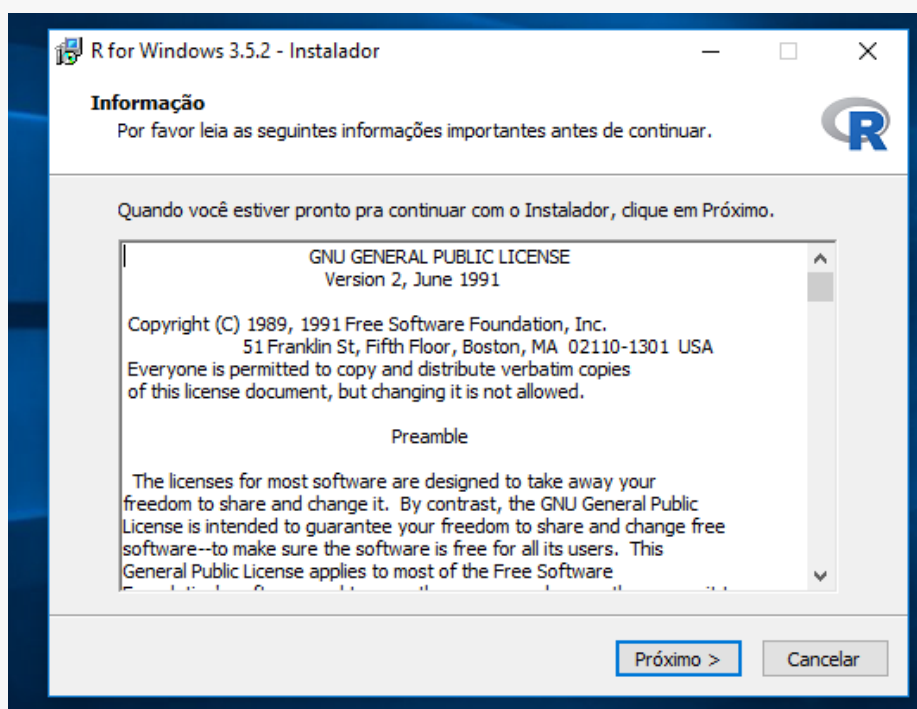 R for Windows 3.5.2 - Instalador
Informação
Por favor leia as seguintes informações importantes antes de continuar.
R
Quando você estiver pronto pra continuar com o Instalador, clique em Próximo.
GNU GENERAL PUBLIC LICENSE
Version 2, June 1991
Copyright (C) 1989, 1991 Free Software Foundation, Inc.
51 Franklin St, Fifth Floor, Boston, MA 02110-1301 USA
Everyone is permitted to copy and distribute verbatim copies
of this license document, but changing it is not allowed.
Preamble
The licenses for most software are designed to take away your
freedom to share and change it. By contrast, the GNU General Public
License is intended to guarantee your freedom to share and change free
software--to make sure the software is free for all its users. This
General Public License applies to most of the Free Software
Próximo >
Cancelar